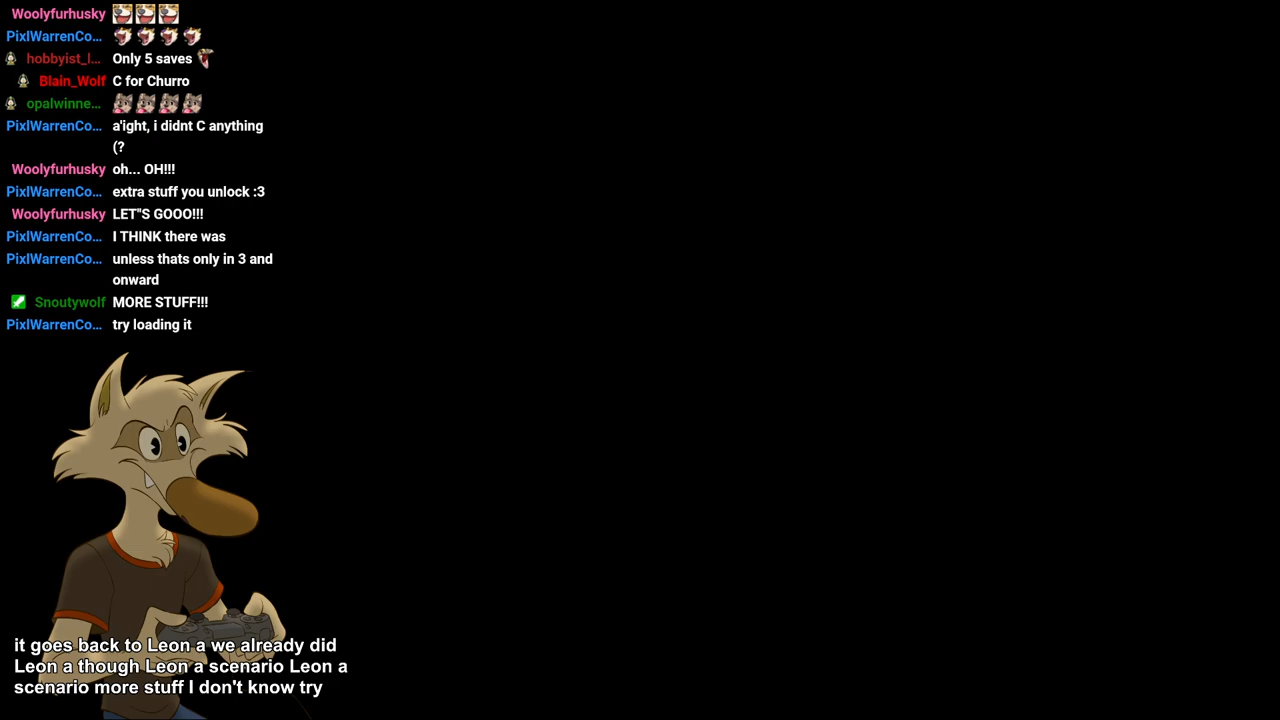 Woolyfurhusky
PixlWarrenCo...
hobbyist_l... Only 5 saves
Blain_Wolf C for Churro
opalwinne...
PixlWarrenCo... a'ight, i didnt C anything
(?
Woolyfurhusky oh... OH!!!
PixlWarrenCo... extra stuff you unlock :3
Woolyfurhusky LET"S GOOO!!!
PixlWarrenCo... I THINK there was
PixlWarrenCo... unless thats only in 3 and
onward
Snoutywolf MORE STUFF!!!
PixlWarrenCo... try loading it
it goes back to Leon a we already did
Leon a though Leon a scenario Leon a
scenario more stuff I don't know try